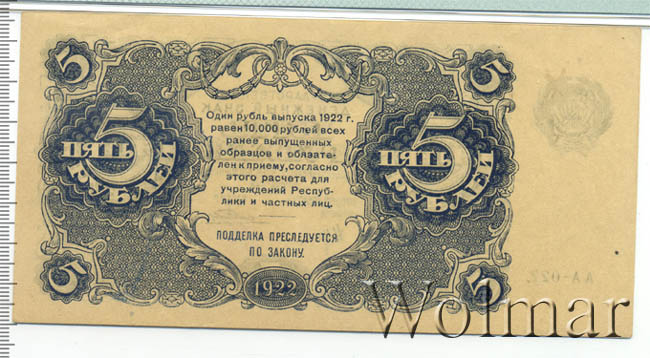 5
5
Один рубль выпуска 1922 г.
равен 10,000 рублей всех
ранее выпущенных
образцов и обязате-
лен к приему, согласно
этого расчета для
учреждений Респуб-
лики и частных лиц.
5
ПЯТЬ
РУБЛЕЙ
5
ПЯТЬ
РУБЛЕЙ
ПОДДЕЛКА ПРЕСЛЕДУЕТСЯ
ПО ЗАКОНУ.
5
1922
5
Wolmar